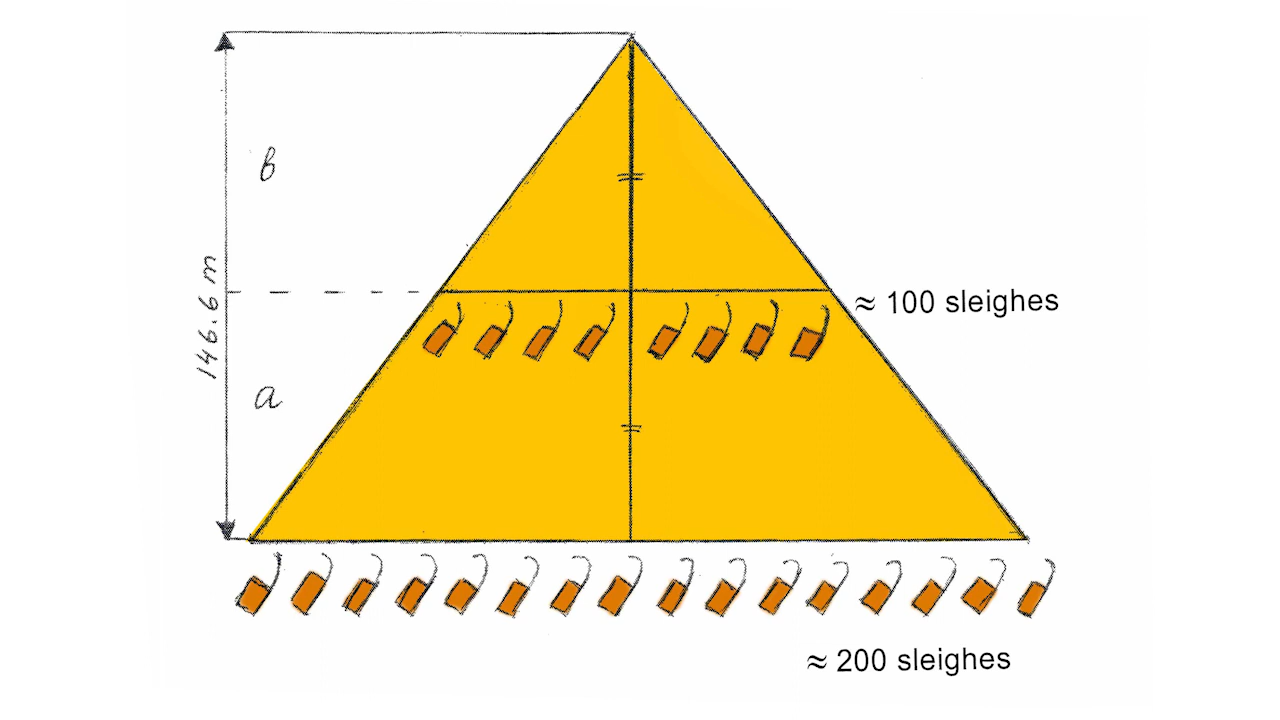 b
146.6 m
≈ 100 sleighes
a
≈ 200 sleighes